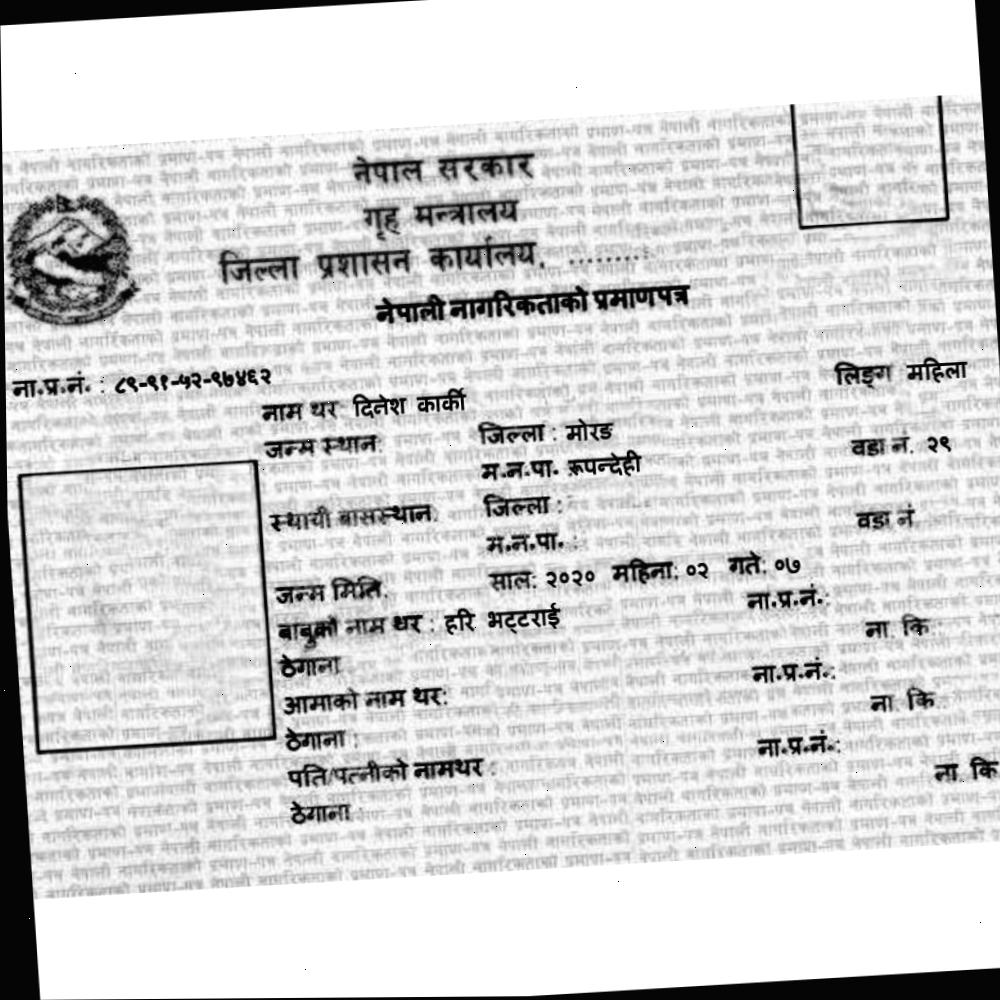 नेपाल सरकार
गृह मन्त्रालय
जिल्ला प्रशासन कार्यालय, ........:
नेपाली नागरिकताको प्रमाणपत्र
ना.प्र.नं. : ८९-९१-५२-९७४६२
लिङ्ग महिला
नाम थर दिनेश कार्की
जन्म स्थान: जिल्ला : मोरङ
म.न.पा. रूपन्देही वडा नं. २९
स्थायी बासस्थान: जिल्ला :
म.न.पा. : वडा नं
जन्म मिति: साल: २०२० महिना: ०२ गते: ०७
बाबुको नाम थर : हरि भट्टराई ना.प्र.नं.:
ठेगाना ना कि :
आमाको नाम थर: ना.प्र.नं.:
ठेगाना : ना कि :
पति/पत्नीको नामथर : ना.प्र.नं.:
ठेगाना ना कि